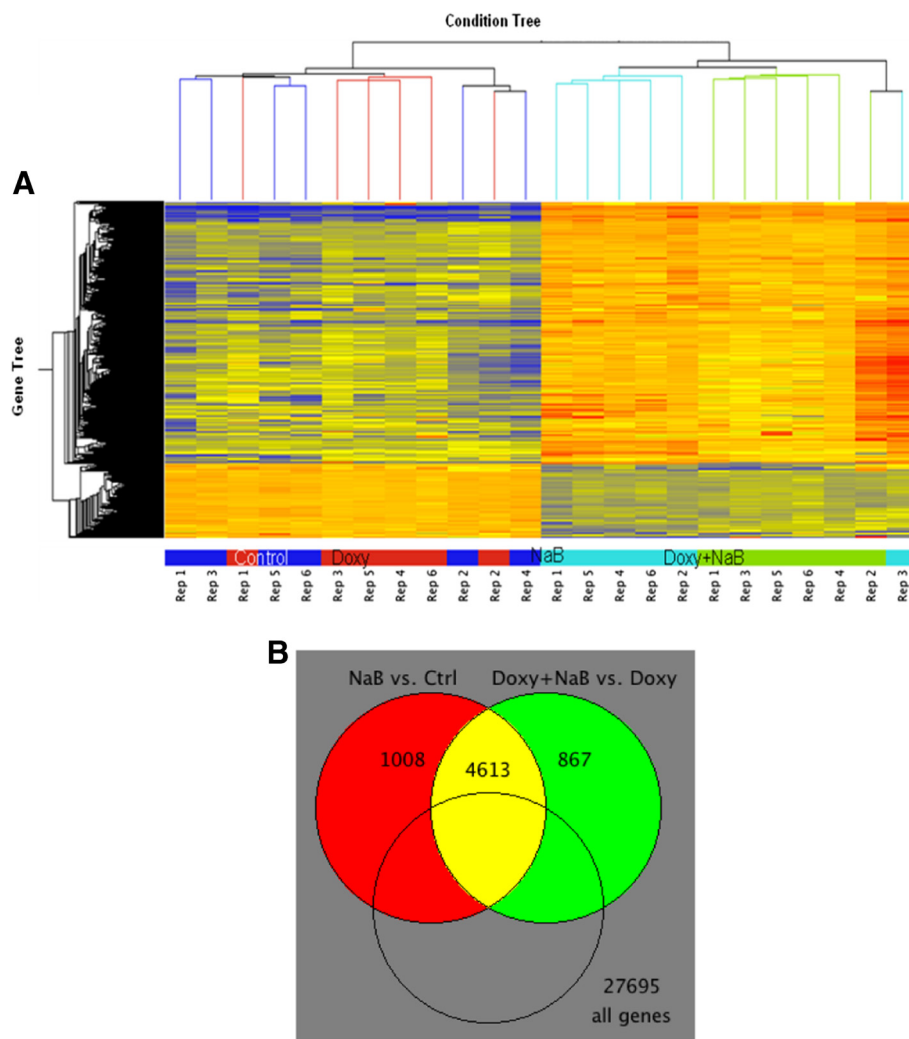 Condition Tree
A
Gene Tree
Control Doxy NaB Doxy+NaB
Rep 1 Rep 3 Rep 1 Rep 5 Rep 6 Rep 3 Rep 5 Rep 4 Rep 6 Rep 2 Rep 2 Rep 4 Rep 1 Rep 5 Rep 4 Rep 6 Rep 2 Rep 1 Rep 3 Rep 5 Rep 6 Rep 4 Rep 2 Rep 3
B
NaB vs. Ctrl Doxy+NaB vs. Doxy
1008 4613 867
27695
all genes